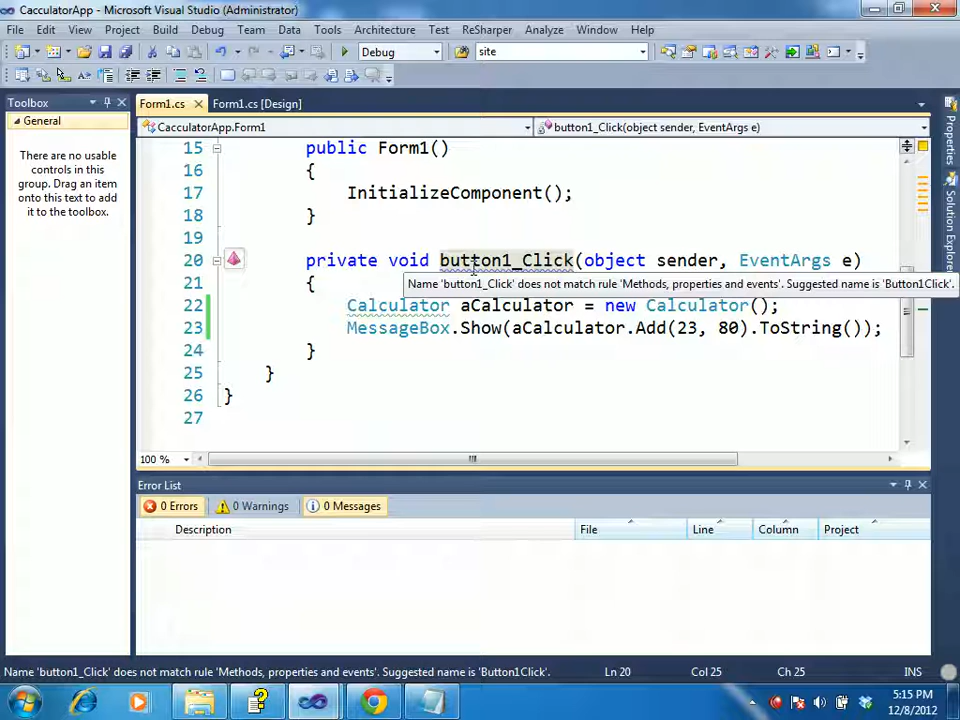 CacculatorApp - Microsoft Visual Studio (Administrator)
File Edit View Project Build Debug Team Data Tools Architecture Test ReSharper Analyze Window Help
Debug site
Toolbox
General
There are no usable
controls in this
group. Drag an item
onto this text to add
it to the toolbox.
Form1.cs Form1.cs [Design]
CacculatorApp.Form1 button1_Click(object sender, EventArgs e)
15 public Form1()
16 {
17 InitializeComponent();
18 }
19
20 private void button1_Click(object sender, EventArgs e)
21 {
Name 'button1_Click' does not match rule 'Methods, properties and events'. Suggested name is 'Button1Click'.
22 Calculator aCalculator = new Calculator();
23 MessageBox.Show(aCalculator.Add(23, 80).ToString());
24 }
25 }
26 }
27
100 %
Properties
Solution Explorer
Error List
0 Errors 0 Warnings 0 Messages
Description File Line Column Project
Name 'button1_Click' does not match rule 'Methods, properties and events'. Suggested name is 'Button1Click'. Ln 20 Col 25 Ch 25 INS
5:15 PM
12/8/2012